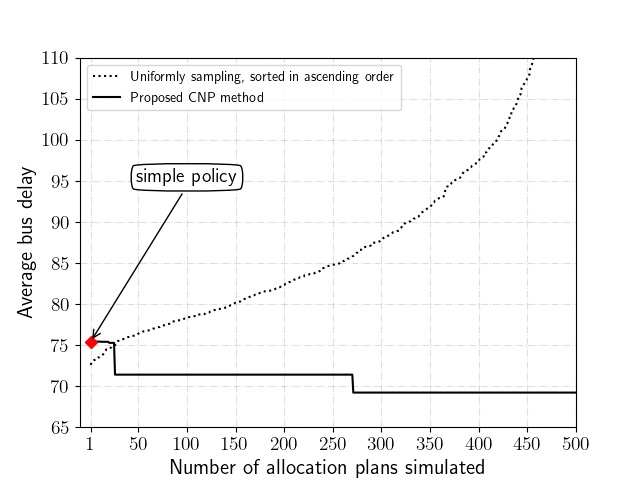 Uniformly sampling, sorted in ascending order
Proposed CNP method
simple policy
Average bus delay
110
105
100
95
90
85
80
75
70
65
1 50 100 150 200 250 300 350 400 450 500
Number of allocation plans simulated